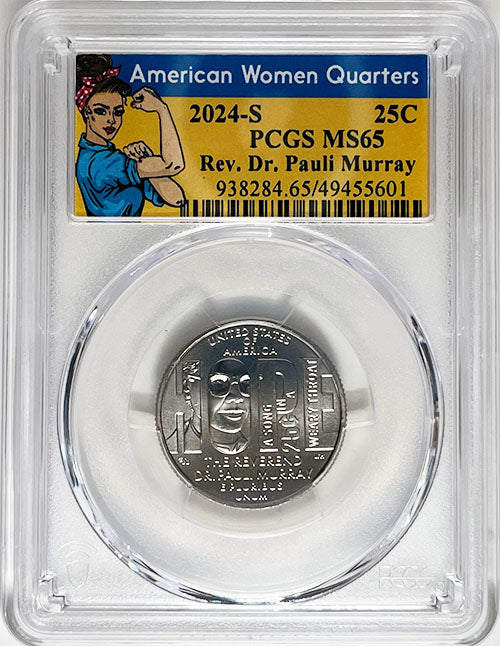 American Women Quarters
2024-S 25C
PCGS MS65
Rev. Dr. Pauli Murray
938284.65/49455601
UNITED STATES
OF
AMERICA
HOPE
A SONG
IN A
25¢
WEARY THROAT
THE REVEREND
DR. PAULI MURRAY
E PLURIBUS
UNUM